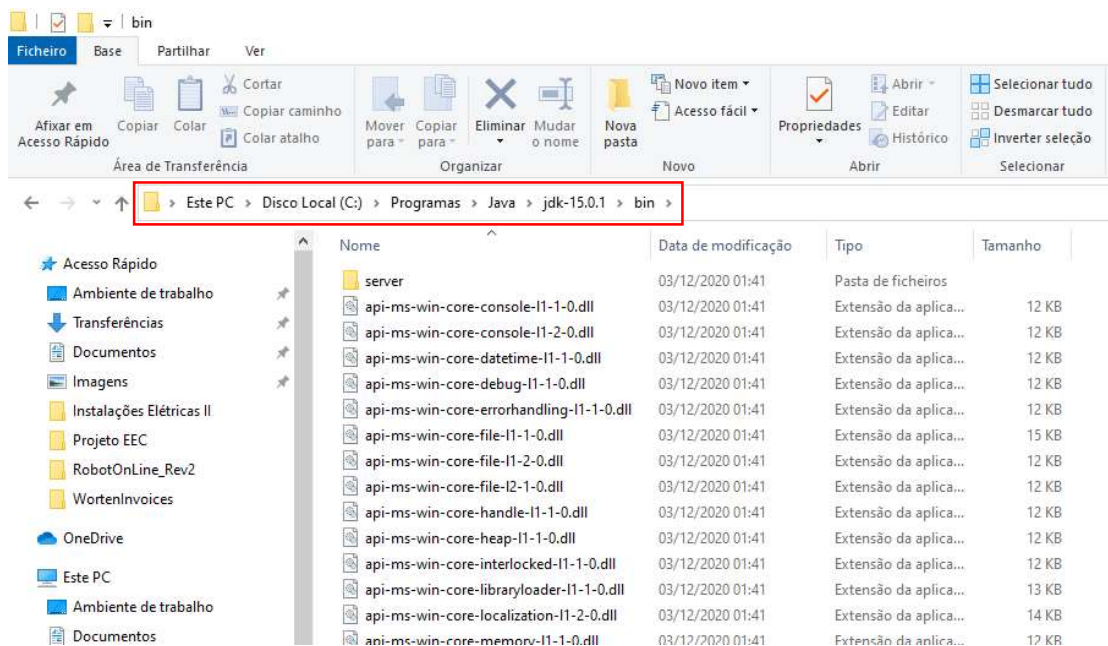 bin
Ficheiro Base Partilhar Ver
Afixar em Acesso Rápido
Copiar
Colar
Cortar
Copiar caminho
Colar atalho
Área de Transferência
Mover para
Copiar para
Eliminar
Mudar o nome
Organizar
Nova pasta
Novo item
Acesso fácil
Novo
Propriedades
Abrir
Editar
Histórico
Abrir
Selecionar tudo
Desmarcar tudo
Inverter seleção
Selecionar
> Este PC > Disco Local (C:) > Programas > Java > jdk-15.0.1 > bin >
Acesso Rápido
Ambiente de trabalho
Transferências
Documentos
Imagens
Instalações Elétricas II
Projeto EEC
RobotOnLine_Rev2
WortenInvoices
OneDrive
Este PC
Ambiente de trabalho
Documentos
Nome Data de modificação Tipo Tamanho
server 03/12/2020 01:41 Pasta de ficheiros
api-ms-win-core-console-l1-1-0.dll 03/12/2020 01:41 Extensão da aplica... 12 KB
api-ms-win-core-console-l1-2-0.dll 03/12/2020 01:41 Extensão da aplica... 12 KB
api-ms-win-core-datetime-l1-1-0.dll 03/12/2020 01:41 Extensão da aplica... 12 KB
api-ms-win-core-debug-l1-1-0.dll 03/12/2020 01:41 Extensão da aplica... 12 KB
api-ms-win-core-errorhandling-l1-1-0.dll 03/12/2020 01:41 Extensão da aplica... 12 KB
api-ms-win-core-file-l1-1-0.dll 03/12/2020 01:41 Extensão da aplica... 15 KB
api-ms-win-core-file-l1-2-0.dll 03/12/2020 01:41 Extensão da aplica... 12 KB
api-ms-win-core-file-l2-1-0.dll 03/12/2020 01:41 Extensão da aplica... 12 KB
api-ms-win-core-handle-l1-1-0.dll 03/12/2020 01:41 Extensão da aplica... 12 KB
api-ms-win-core-heap-l1-1-0.dll 03/12/2020 01:41 Extensão da aplica... 12 KB
api-ms-win-core-interlocked-l1-1-0.dll 03/12/2020 01:41 Extensão da aplica... 12 KB
api-ms-win-core-libraryloader-l1-1-0.dll 03/12/2020 01:41 Extensão da aplica... 13 KB
api-ms-win-core-localization-l1-2-0.dll 03/12/2020 01:41 Extensão da aplica... 14 KB
api-ms-win-core-memory-l1-1-0.dll 03/12/2020 01:41 Extensão da aplica... 12 KB